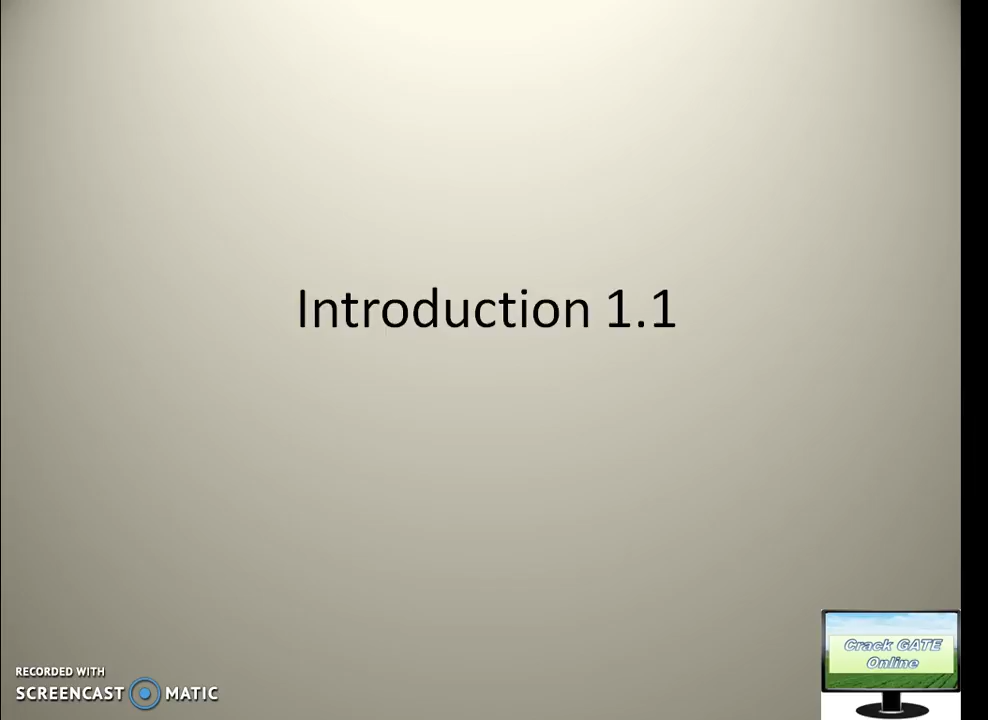 Introduction 1.1
RECORDED WITH
SCREENCAST MATIC
Crack GATE
Online